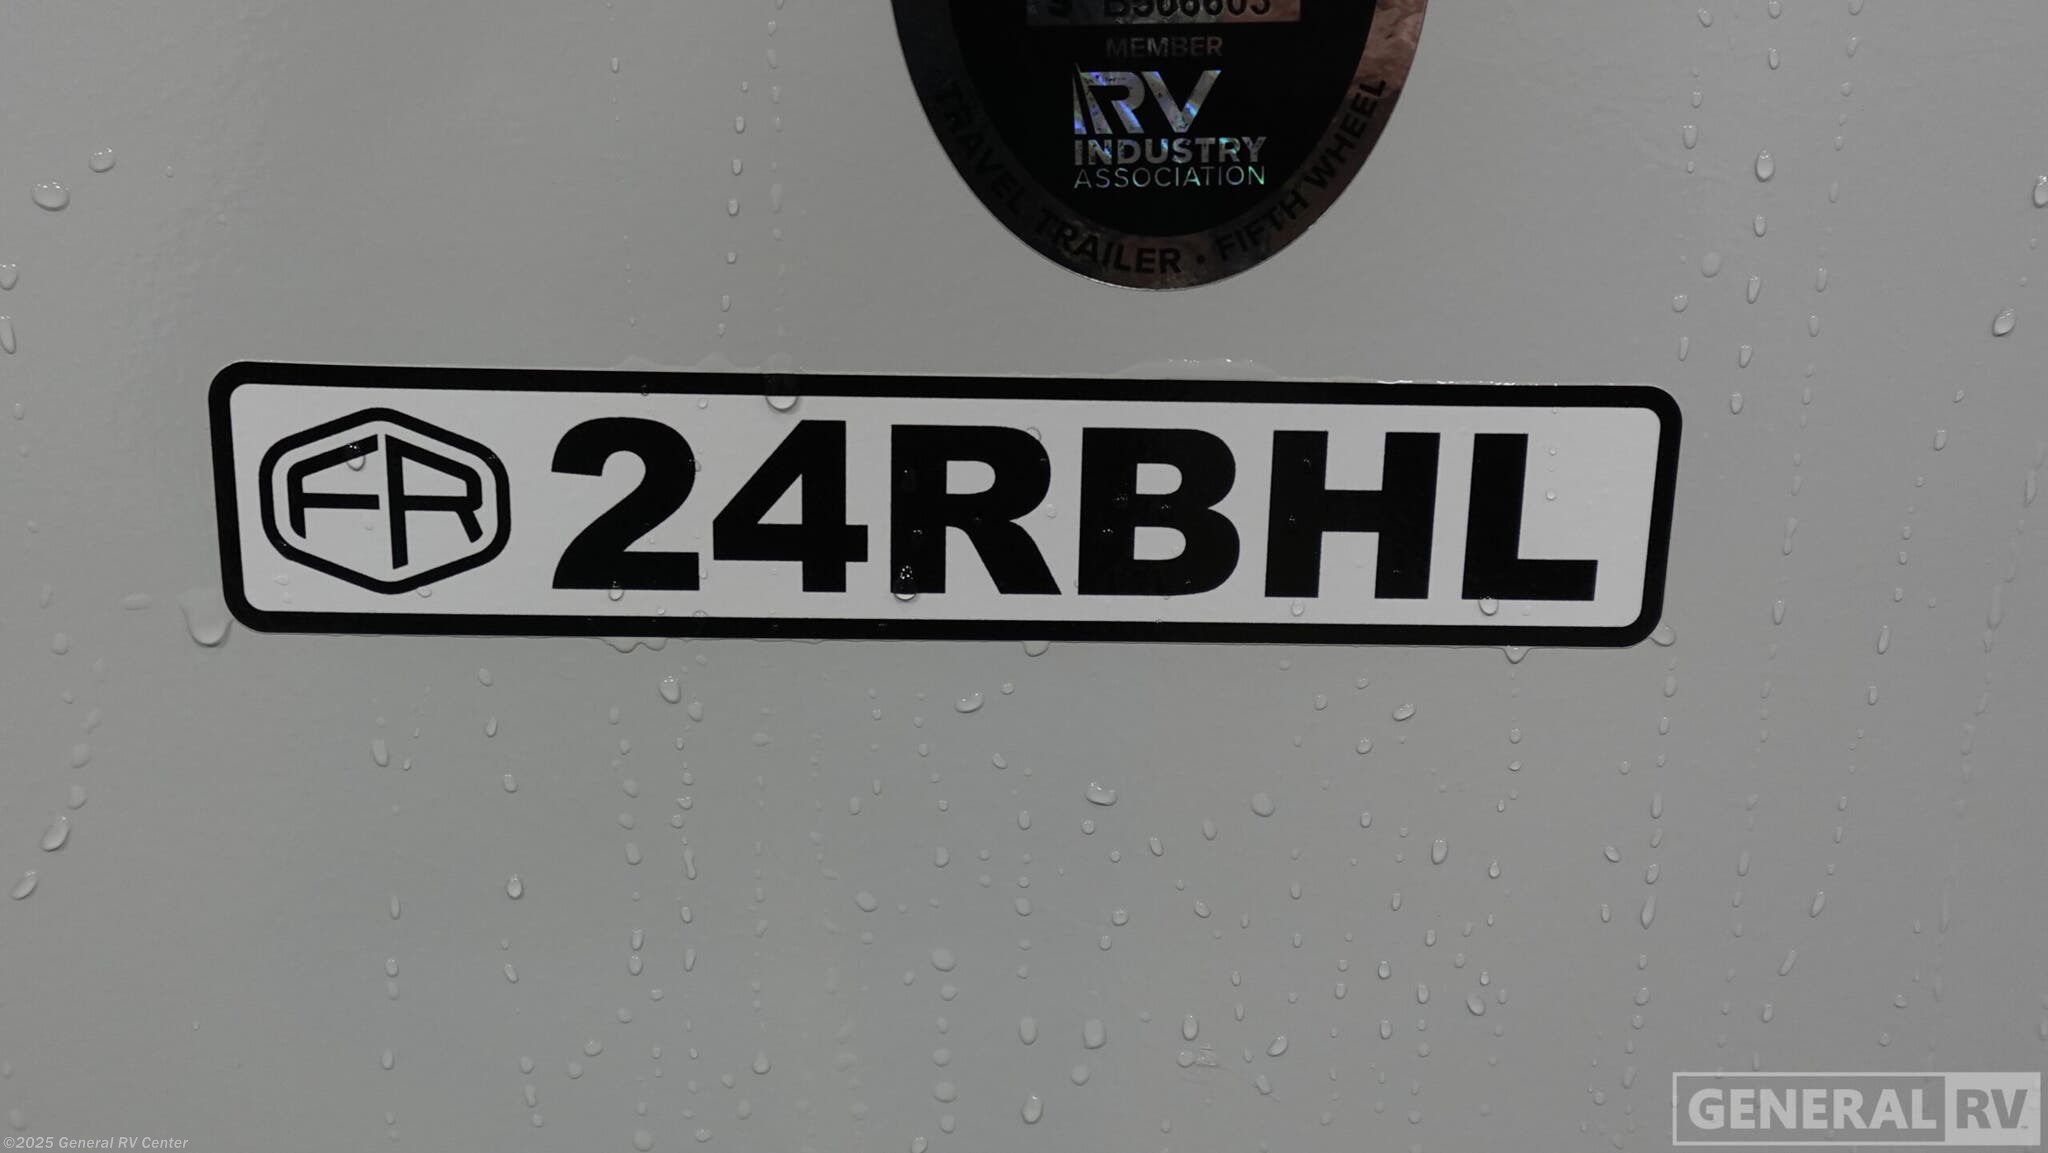 MEMBER
RV
INDUSTRY
ASSOCIATION
TRAVEL TRAILER • FIFTH WHEEL
FR 24RBHL
GENERAL RV
©2025 General RV Center